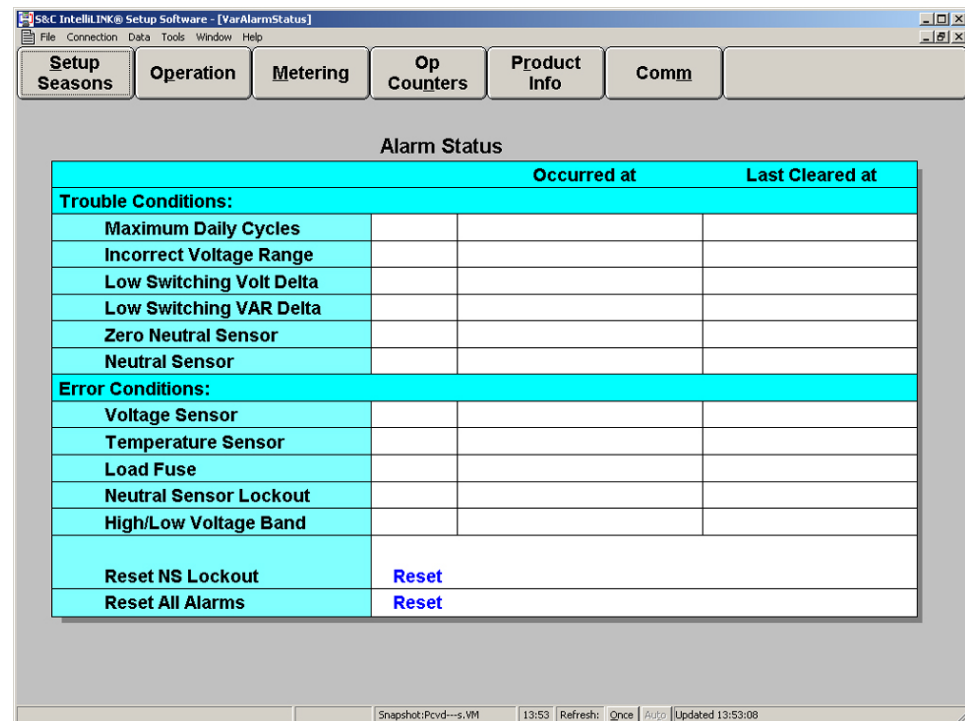 S&C IntelliLINK® Setup Software - [VarAlarmStatus]
File Connection Data Tools Window Help
Setup Seasons
Operation
Metering
Op Counters
Product Info
Comm
Alarm Status
Occurred at Last Cleared at
Trouble Conditions:
Maximum Daily Cycles
Incorrect Voltage Range
Low Switching Volt Delta
Low Switching VAR Delta
Zero Neutral Sensor
Neutral Sensor
Error Conditions:
Voltage Sensor
Temperature Sensor
Load Fuse
Neutral Sensor Lockout
High/Low Voltage Band
Reset NS Lockout Reset
Reset All Alarms Reset
Snapshot:Pcvd---s.VM 13:53 Refresh: Once Auto Updated 13:53:08